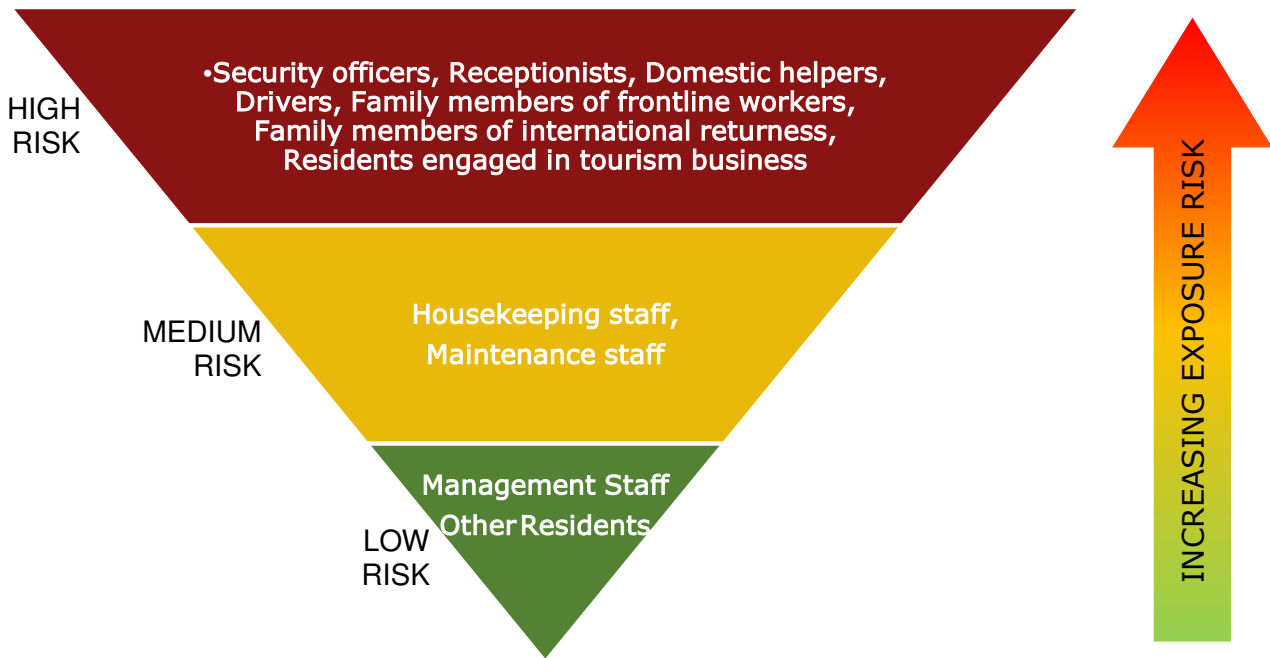 HIGH
RISK
•Security officers, Receptionists, Domestic helpers,
Drivers, Family members of frontline workers,
Family members of international returness,
Residents engaged in tourism business
MEDIUM
RISK
Housekeeping staff,
Maintenance staff
LOW
RISK
Management Staff
Other Residents
INCREASING EXPOSURE RISK